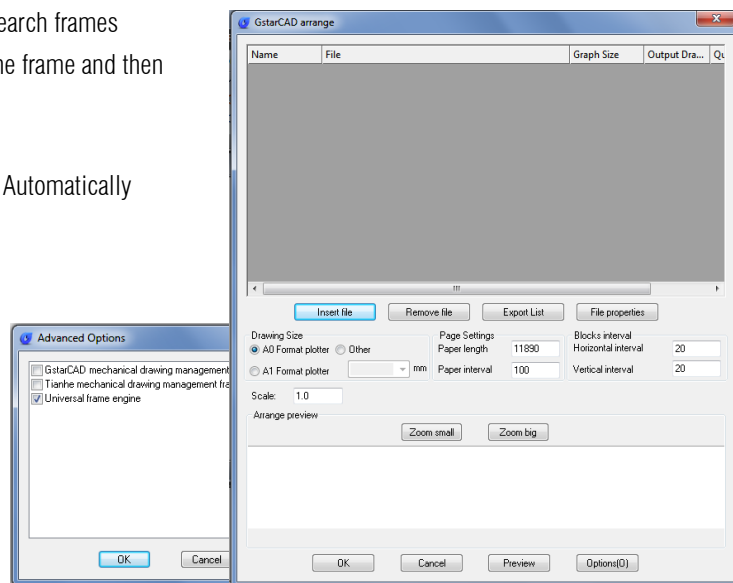 earch frames
ne frame and then
Automatically
GstarCAD arrange
Name File Graph Size Output Dra... Qu
Insert file Remove file Export List File properties
Drawing Size Page Settings Blocks interval
A0 Format plotter Other Paper length 11890 Horizontal interval 20
A1 Format plotter mm Paper interval 100 Vertical interval 20
Scale: 1.0
Arrange preview
Zoom small Zoom big
OK Cancel Preview Options(O)
Advanced Options
GstarCAD mechanical drawing management
Tianhe mechanical drawing management fra
Universal frame engine
OK Cancel